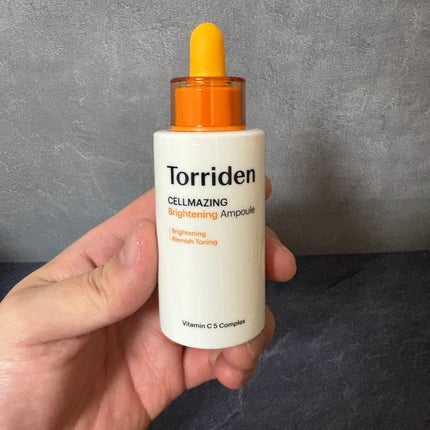 Torriden
CELLMAZING
Brightening Ampoule
Brightening
Blemish Toning
Vitamin C 5 Complex